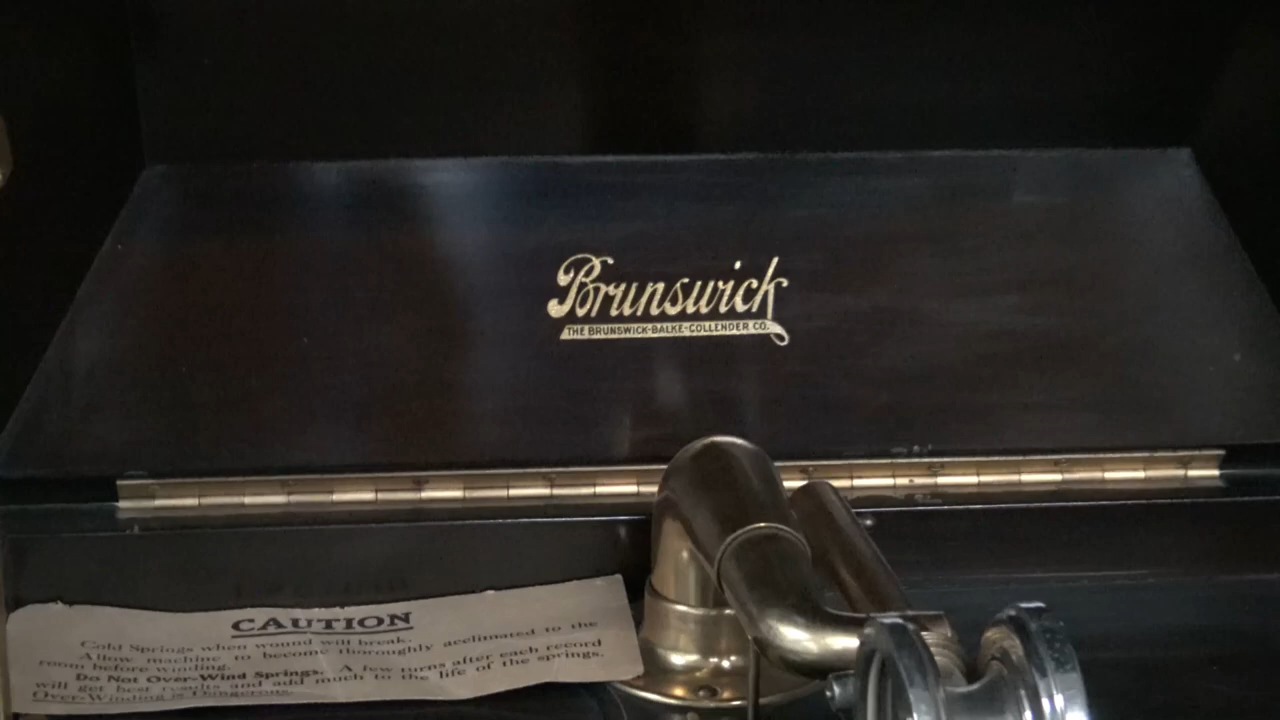 Brunswick
THE BRUNSWICK-BALKE-COLLENDER CO.
CAUTION
Cold Springs when wound will break.
Allow machine to become thoroughly acclimated to the
room before winding.
Do Not Over-Wind Springs. A few turns after each record
will get best results and add much to the life of the springs.
Over-Winding is Dangerous.